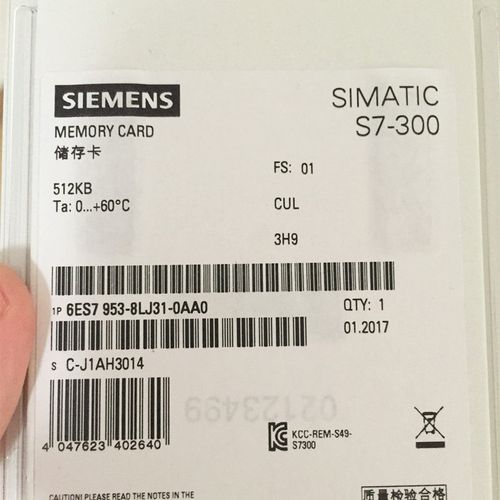 SIEMENS
SIMATIC
S7-300
MEMORY CARD
储存卡
FS: 01
512KB
Ta: 0...+60°C
CUL
3H9
1P 6ES7 953-8LJ31-0AA0
QTY: 1
01.2017
S C-J1AH3014
02123499
KCC-REM-S49-
S7300
4 047623 402640
CAUTION! PLEASE READ THE NOTES IN THE
质量检验合格